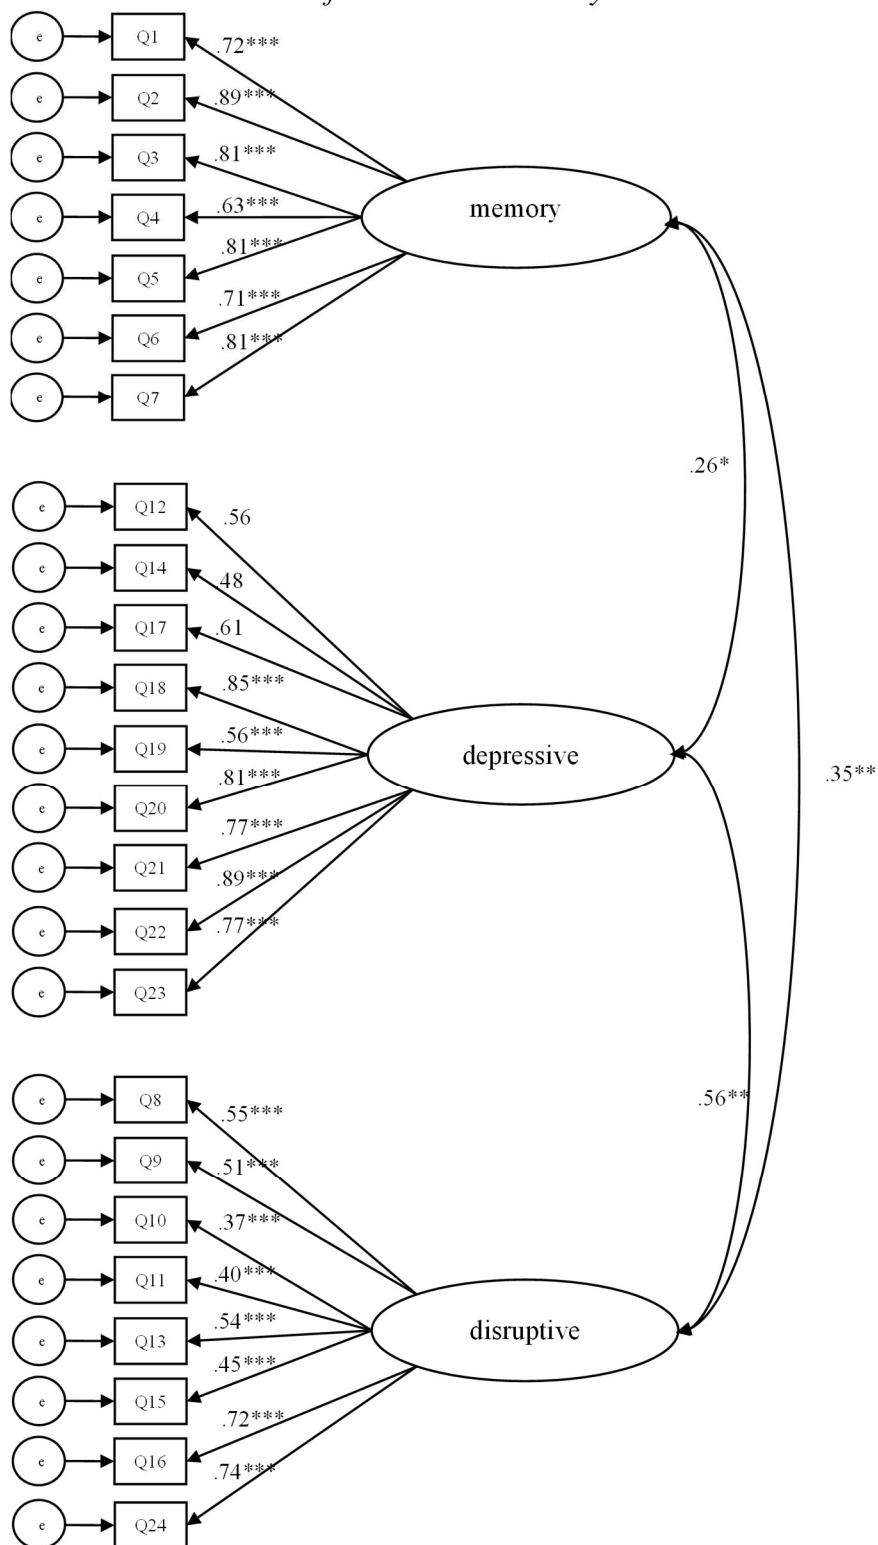 e Q1 .72***
e Q2 .89***
e Q3 .81***
e Q4 .63*** memory
e Q5 .81***
e Q6 .71***
e Q7 .81***
.26*
e Q12 .56
e Q14 .48
e Q17 .61
e Q18 .85***
e Q19 .56*** depressive
e Q20 .81*** .35**
e Q21 .77***
e Q22 .89***
e Q23 .77***
.56**
e Q8 .55***
e Q9 .51***
e Q10 .37***
e Q11 .40***
e Q13 .54*** disruptive
e Q15 .45***
e Q16 .72***
e Q24 .74***